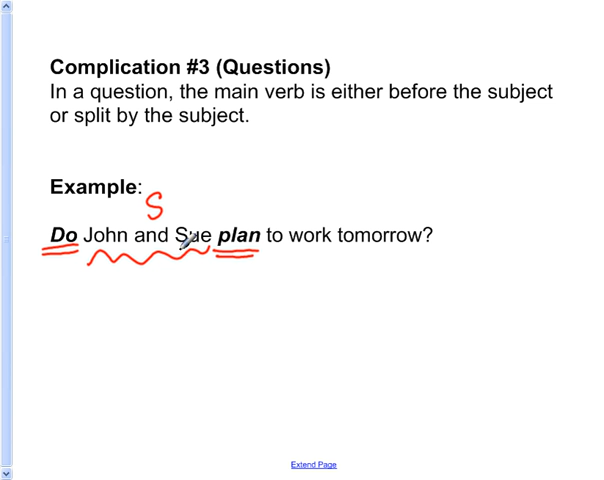 Complication #3 (Questions)
In a question, the main verb is either before the subject
or split by the subject.
Example:
S
Do John and Sue plan to work tomorrow?
Extend Page